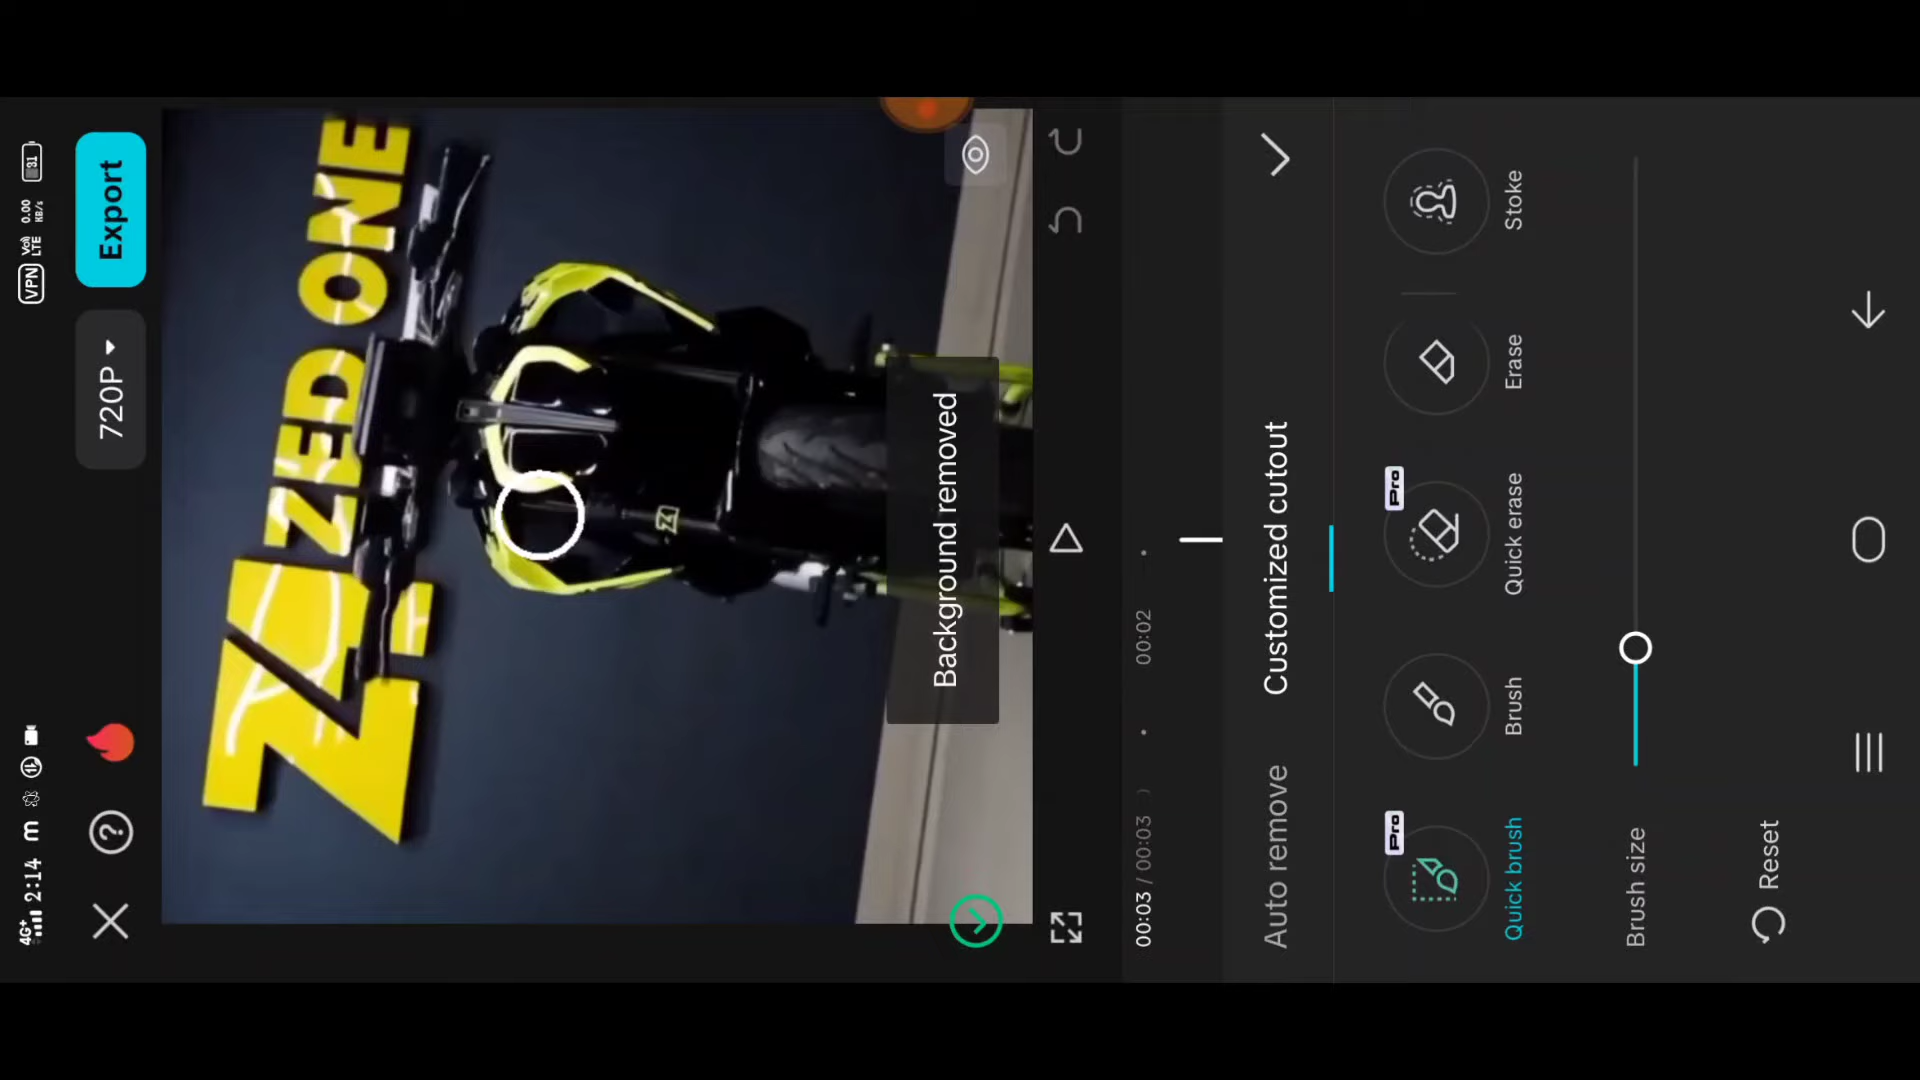 4G+ 2:14 m
VPN Vo) LTE 0.00 KB/s 31
720P
Export
Z ZED ONE
Z
Background removed
00:03 / 00:03
00:02
Auto remove
Customized cutout
Pro
Quick brush
Brush
Pro
Quick erase
Erase
Stoke
Brush size
Reset